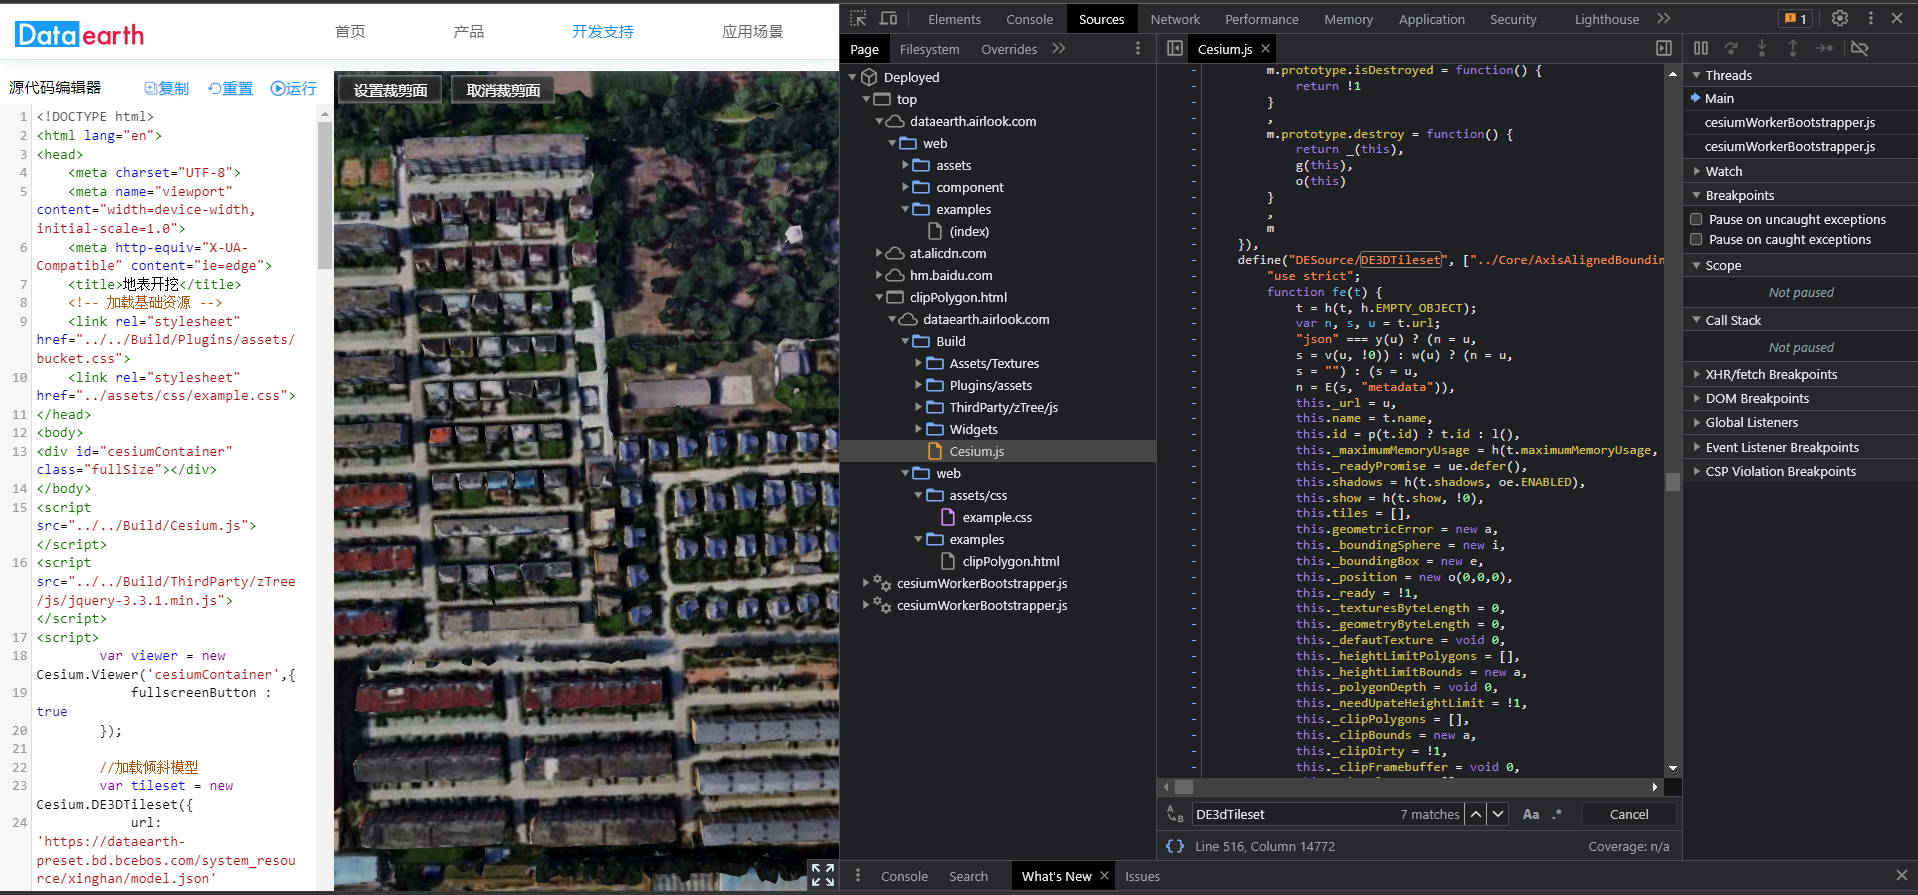 Data earth
首页
产品
开发支持
应用场景
源代码编辑器
复制
重置
运行
1 <!DOCTYPE html>
2 <html lang="en">
3 <head>
4 <meta charset="UTF-8">
5 <meta name="viewport"
content="width=device-width,
initial-scale=1.0">
6 <meta http-equiv="X-UA-
Compatible" content="ie=edge">
7 <title>地表开挖</title>
8 <!-- 加载基础资源 -->
9 <link rel="stylesheet"
href="../../Build/Plugins/assets/
bucket.css">
10 <link rel="stylesheet"
href="../assets/css/example.css">
11 </head>
12 <body>
13 <div id="cesiumContainer"
class="fullSize"></div>
14 </body>
15 <script
src="../../Build/Cesium.js">
</script>
16 <script
src="../../Build/ThirdParty/zTree
/js/jquery-3.3.1.min.js">
</script>
17 <script>
18 var viewer = new
Cesium.Viewer('cesiumContainer',{
19 fullscreenButton :
true
20 });
21
22 //加载倾斜模型
23 var tileset = new
Cesium.DE3DTileset({
24 url:
'https://dataearth-
preset.bd.bcebos.com/system_resou
rce/xinghan/model.json'
设置裁剪面
取消裁剪面
Elements
Console
Sources
Network
Performance
Memory
Application
Security
Lighthouse
1
Page
Filesystem
Overrides
Deployed
top
dataearth.airlook.com
web
assets
component
examples
(index)
at.alicdn.com
hm.baidu.com
clipPolygon.html
dataearth.airlook.com
Build
Assets/Textures
Plugins/assets
ThirdParty/zTree/js
Widgets
Cesium.js
web
assets/css
example.css
examples
clipPolygon.html
cesiumWorkerBootstrapper.js
cesiumWorkerBootstrapper.js
Cesium.js
- m.prototype.isDestroyed = function() {
- return !1
- }
- ,
- m.prototype.destroy = function() {
- return _(this),
- g(this),
- o(this)
- }
- ,
- m
- }),
- define("DESource/DE3DTileset", ["../Core/AxisAlignedBoundin
- "use strict";
- function fe(t) {
- t = h(t, h.EMPTY_OBJECT);
- var n, s, u = t.url;
- "json" === y(u) ? (n = u,
- s = v(u, !0)) : w(u) ? (n = u,
- s = "") : (s = u,
- n = E(s, "metadata")),
- this._url = u,
- this.name = t.name,
- this.id = p(t.id) ? t.id : l(),
- this._maximumMemoryUsage = h(t.maximumMemoryUsage,
- this._readyPromise = ue.defer(),
- this.shadows = h(t.shadows, oe.ENABLED),
- this.show = h(t.show, !0),
- this.tiles = [],
- this.geometricError = new a,
- this._boundingSphere = new i,
- this._boundingBox = new e,
- this._position = new o(0,0,0),
- this._ready = !1,
- this._texturesByteLength = 0,
- this._geometryByteLength = 0,
- this._defautTexture = void 0,
- this._heightLimitPolygons = [],
- this._heightLimitBounds = new a,
- this._polygonDepth = void 0,
- this._needUpateHeightLimit = !1,
- this._clipPolygons = [],
- this._clipBounds = new a,
- this._clipDirty = !1,
- this._clipFramebuffer = void 0,
DE3dTileset
7 matches
Aa
.*
Cancel
{} Line 516, Column 14772
Coverage: n/a
Threads
Main
cesiumWorkerBootstrapper.js
cesiumWorkerBootstrapper.js
Watch
Breakpoints
Pause on uncaught exceptions
Pause on caught exceptions
Scope
Not paused
Call Stack
Not paused
XHR/fetch Breakpoints
DOM Breakpoints
Global Listeners
Event Listener Breakpoints
CSP Violation Breakpoints
Console
Search
What's New
Issues